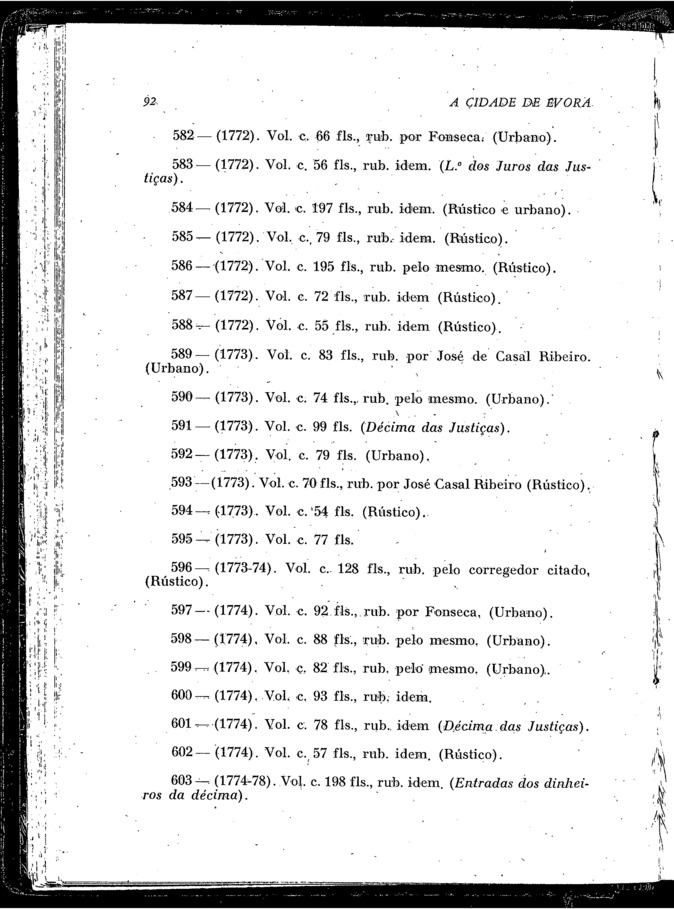 92
A CIDADE DE ÉVORA
582 — (1772). Vol. c. 66 fls., rub. por Fonseca. (Urbano).
583 — (1772). Vol. c. 56 fls., rub. idem. (L.º dos Juros das Jus-
tiças).
584 — (1772). Vol. c. 197 fls., rub. idem. (Rústico e urbano).
585 — (1772). Vol. c. 79 fls., rub. idem. (Rústico).
586 — (1772). Vol. c. 195 fls., rub. pelo mesmo. (Rústico).
587 — (1772). Vol. c. 72 fls., rub. idem (Rústico).
588 — (1772). Vol. c. 55 fls., rub. idem (Rústico).
589 — (1773). Vol. c. 83 fls., rub. por José de Casal Ribeiro.
(Urbano).
590 — (1773). Vol. c. 74 fls., rub. pelo mesmo. (Urbano).
591 — (1773). Vol. c. 99 fls. (Décima das Justiças).
592 — (1773). Vol. c. 79 fls. (Urbano).
593 — (1773). Vol. c. 70 fls., rub. por José Casal Ribeiro (Rústico).
594 — (1773). Vol. c. 54 fls. (Rústico).
595 — (1773). Vol. c. 77 fls.
596 — (1773-74). Vol. c. 128 fls., rub. pelo corregedor citado,
(Rústico).
597 — (1774). Vol. c. 92 fls., rub. por Fonseca, (Urbano).
598 — (1774). Vol. c. 88 fls., rub. pelo mesmo. (Urbano).
599 — (1774). Vol. c. 82 fls., rub. pelo mesmo. (Urbano).
600 — (1774). Vol. c. 93 fls., rub. idem.
601 — (1774). Vol. c. 78 fls., rub. idem (Décima das Justiças).
602 — (1774). Vol. c. 57 fls., rub. idem. (Rústico).
603 — (1774-78). Vol. c. 198 fls., rub. idem. (Entradas dos dinhei-
ros da décima).